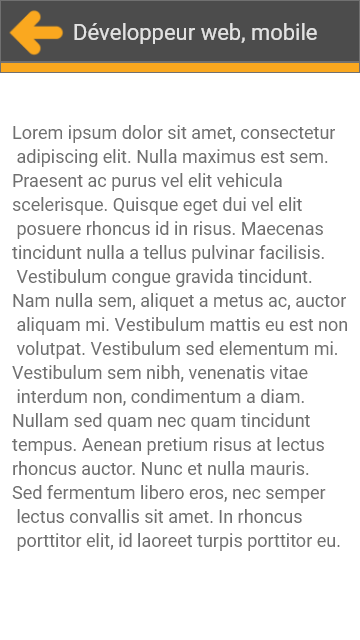 Développeur web, mobile
Lorem ipsum dolor sit amet, consectetur
adipiscing elit. Nulla maximus est sem.
Praesent ac purus vel elit vehicula
scelerisque. Quisque eget dui vel elit
posuere rhoncus id in risus. Maecenas
tincidunt nulla a tellus pulvinar facilisis.
Vestibulum congue gravida tincidunt.
Nam nulla sem, aliquet a metus ac, auctor
aliquam mi. Vestibulum mattis eu est non
volutpat. Vestibulum sed elementum mi.
Vestibulum sem nibh, venenatis vitae
interdum non, condimentum a diam.
Nullam sed quam nec quam tincidunt
tempus. Aenean pretium risus at lectus
rhoncus auctor. Nunc et nulla mauris.
Sed fermentum libero eros, nec semper
lectus convallis sit amet. In rhoncus
porttitor elit, id laoreet turpis porttitor eu.